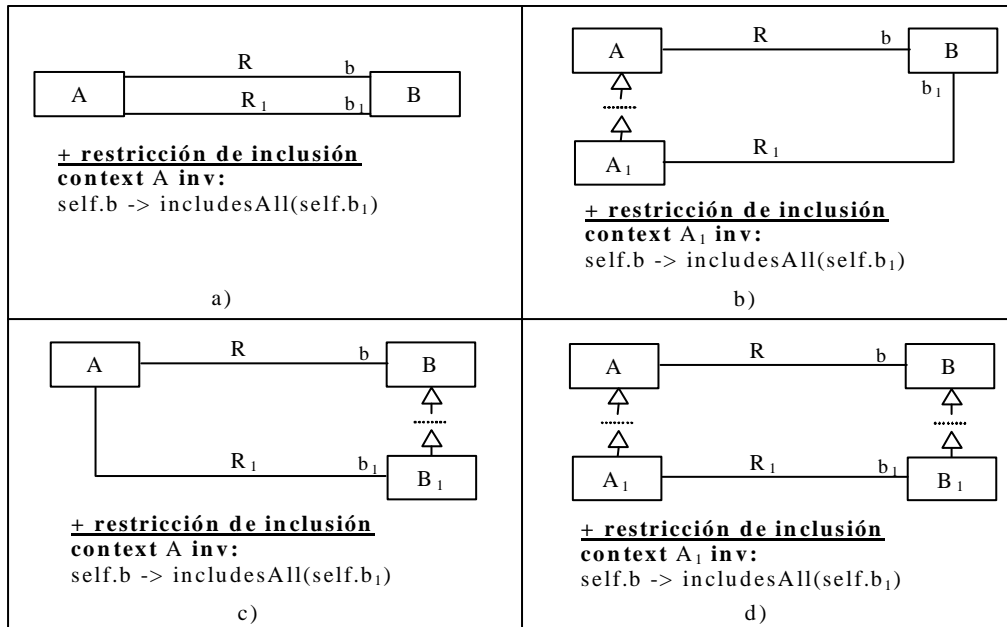 R b
A B
R₁ b₁
+ restricción de inclusión
context A inv:
self.b -> includesAll(self.b₁)
a)
A R b B
b₁
A₁ R₁
+ restricción de inclusión
context A₁ inv:
self.b -> includesAll(self.b₁)
b)
A R b B
R₁ b₁ B₁
+ restricción de inclusión
context A inv:
self.b -> includesAll(self.b₁)
c)
A R b B
A₁ R₁ b₁ B₁
+ restricción de inclusión
context A₁ inv:
self.b -> includesAll(self.b₁)
d)